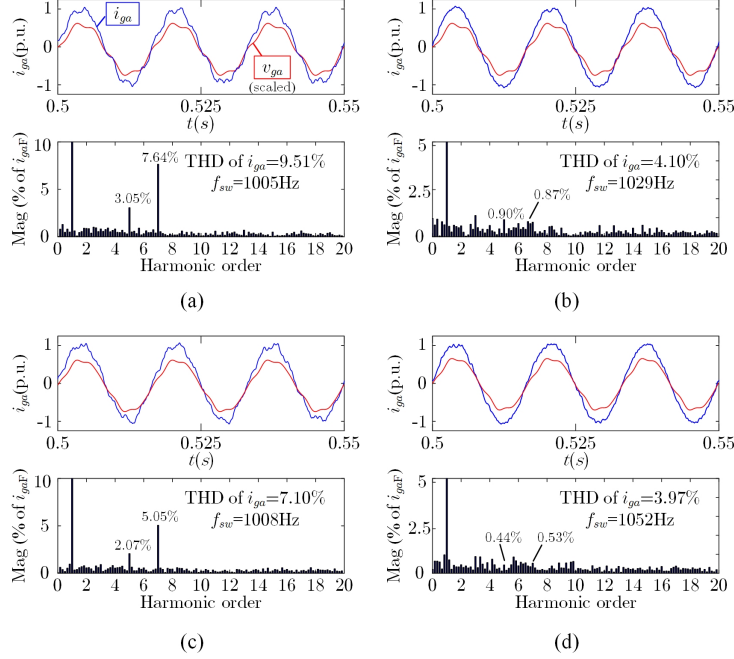 i_ga(p.u.)
1
0
-1
i_ga
v_ga
(scaled)
0.5
0.525
0.55
t(s)
i_ga(p.u.)
1
0
-1
0.5
0.525
0.55
t(s)
Mag (% of i_gaF)
10
5
0
7.64%
THD of i_ga=9.51%
f_sw=1005Hz
3.05%
0 2 4 6 8 10 12 14 16 18 20
Harmonic order
(a)
Mag (% of i_gaF)
5
2.5
0
THD of i_ga=4.10%
f_sw=1029Hz
0.87%
0.90%
0 2 4 6 8 10 12 14 16 18 20
Harmonic order
(b)
i_ga(p.u.)
1
0
-1
0.5
0.525
0.55
t(s)
i_ga(p.u.)
1
0
-1
0.5
0.525
0.55
t(s)
Mag (% of i_gaF)
10
5
0
THD of i_ga=7.10%
5.05%
f_sw=1008Hz
2.07%
0 2 4 6 8 10 12 14 16 18 20
Harmonic order
(c)
Mag (% of i_gaF)
5
2.5
0
THD of i_ga=3.97%
f_sw=1052Hz
0.44%
0.53%
0 2 4 6 8 10 12 14 16 18 20
Harmonic order
(d)